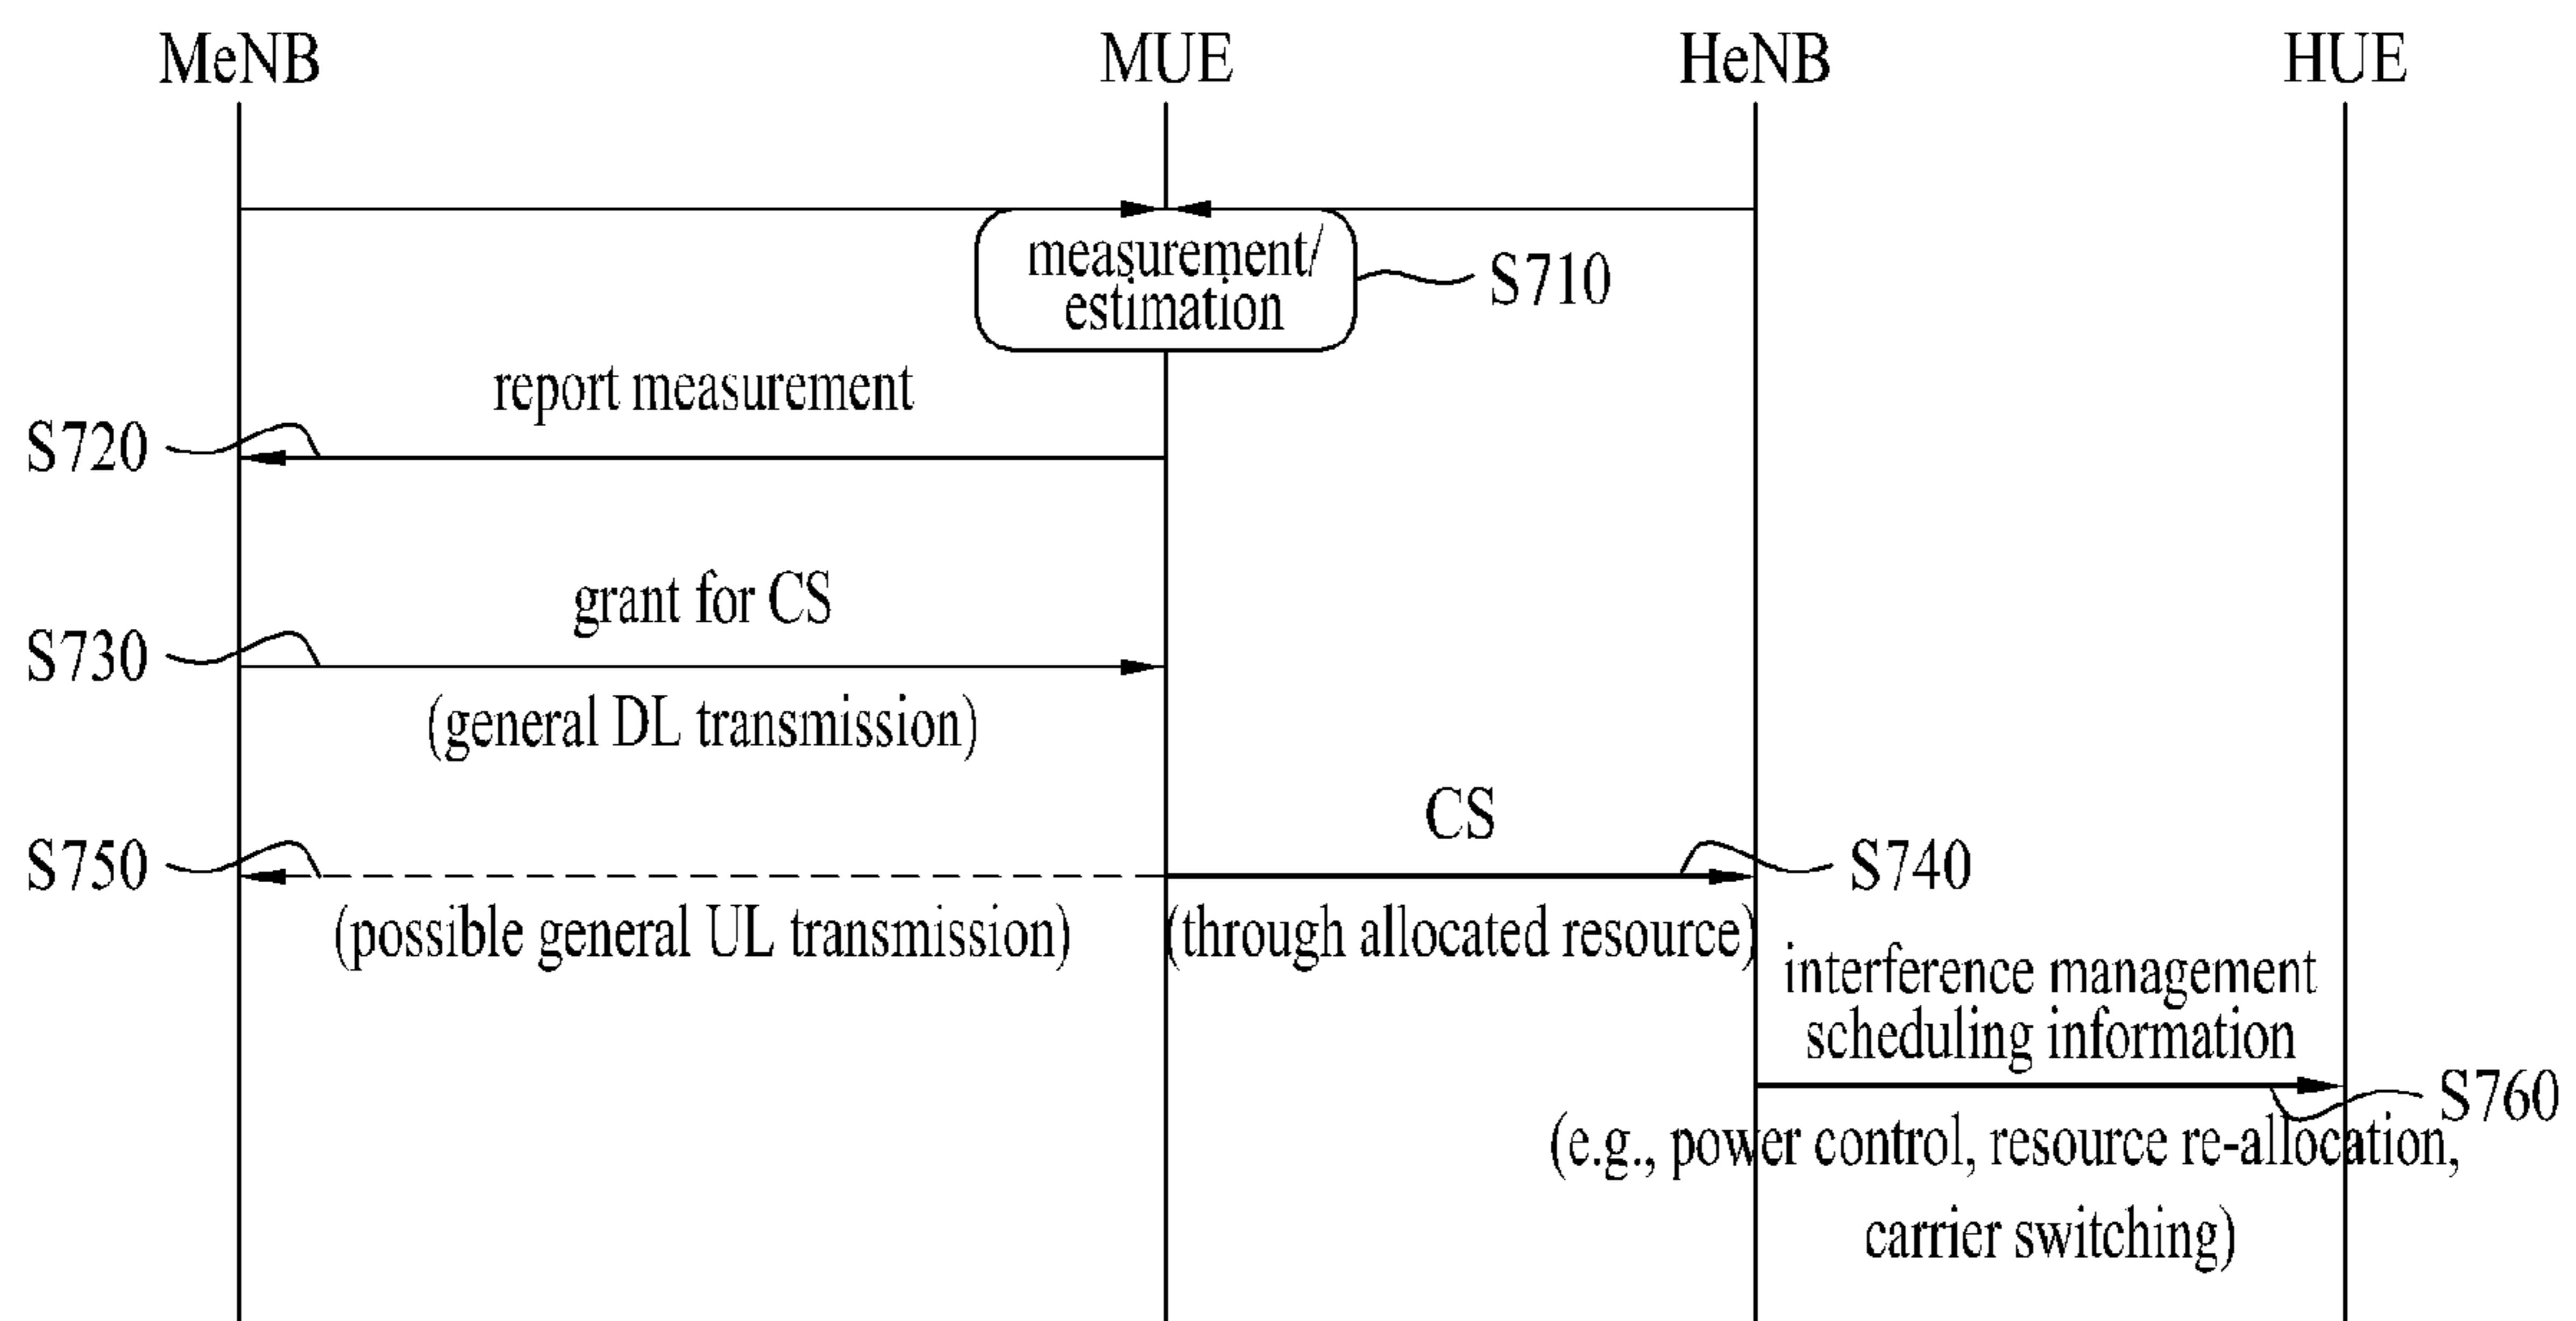 MeNB
MUE
HeNB
HUE
measurement/
estimation
S710
report measurement
S720
grant for CS
S730
(general DL transmission)
CS
S750
S740
(possible general UL transmission)
(through allocated resource)
interference management
scheduling information
S760
(e.g., power control, resource re-allocation,
carrier switching)